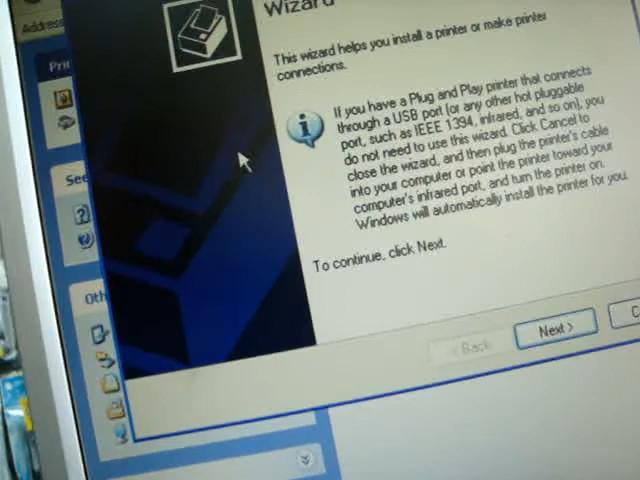 Wizard
Address
This wizard helps you install a printer or make printer
connections.
If you have a Plug and Play printer that connects
through a USB port (or any other hot pluggable
port, such as IEEE 1394, infrared, and so on), you
do not need to use this wizard. Click Cancel to
close the wizard, and then plug the printer's cable
into your computer or point the printer toward your
computer's infrared port, and turn the printer on.
Windows will automatically install the printer for you.
To continue, click Next.
< Back
Next >
C
Prin
See
Oth